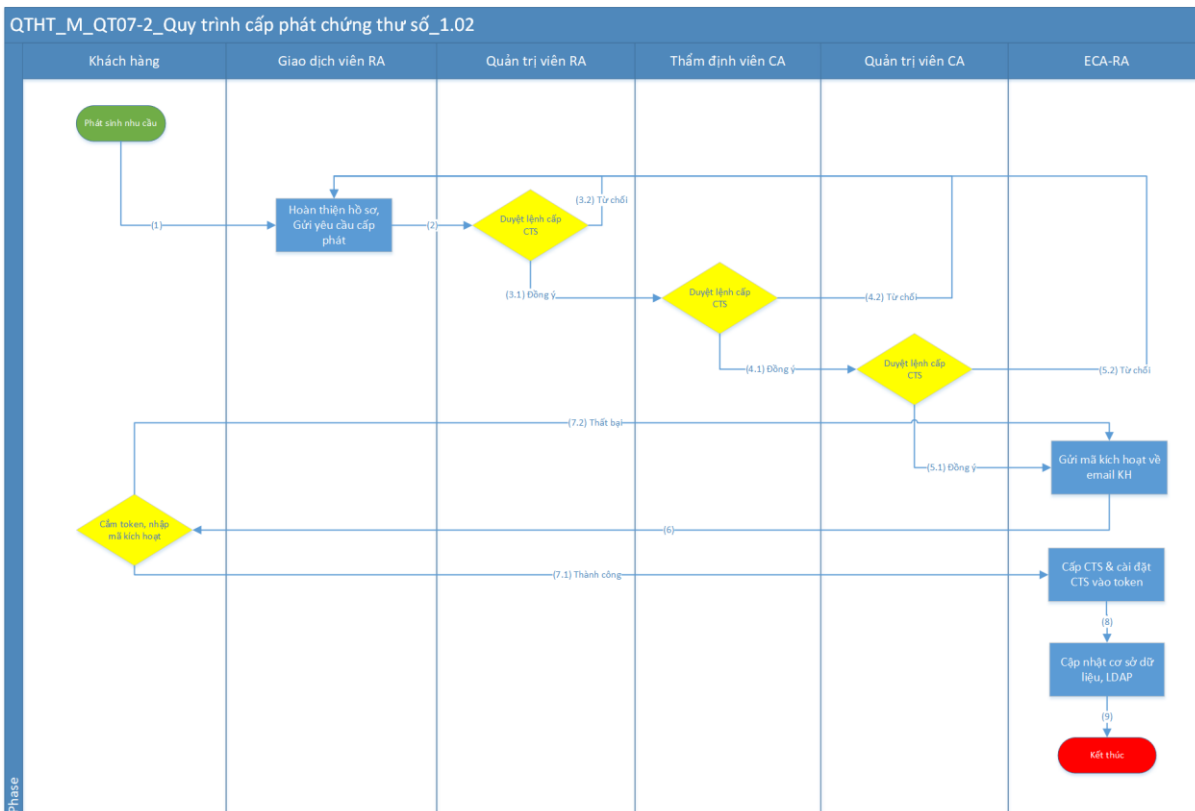 QTHT_M_QT07-2_Quy trình cấp phát chứng thư số_1.02
Khách hàng
Giao dịch viên RA
Quản trị viên RA
Thẩm định viên CA
Quản trị viên CA
ECA-RA
Phát sinh nhu cầu
(1)
Hoàn thiện hồ sơ,
Gửi yêu cầu cấp
phát
(2)
Duyệt lệnh cấp
CTS
(3.2) Từ chối
(3.1) Đồng ý
Duyệt lệnh cấp
CTS
(4.2) Từ chối
(4.1) Đồng ý
Duyệt lệnh cấp
CTS
(5.2) Từ chối
(7.2) Thất bại
(5.1) Đồng ý
Gửi mã kích hoạt về
email KH
Cắm token, nhập
mã kích hoạt
(6)
(7.1) Thành công
Cấp CTS & cài đặt
CTS vào token
(8)
Cập nhật cơ sở dữ
liệu, LDAP
(9)
Kết thúc
Phase